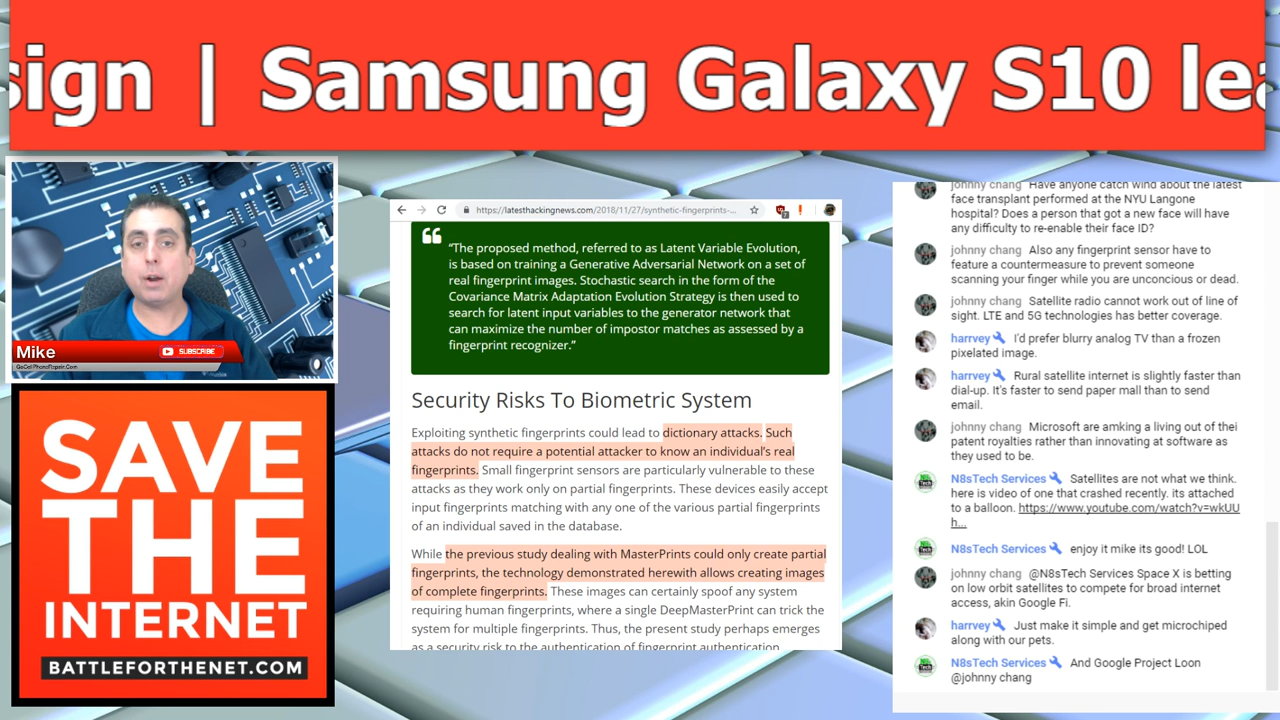 sign | Samsung Galaxy S10 lea
Mike
SUBSCRIBE
GoCellPhoneRepair.Com
SAVE
THE
INTERNET
BATTLEFORTHENET.COM
https://latesthackingnews.com/2018/11/27/synthetic-fingerprints-...
7
“The proposed method, referred to as Latent Variable Evolution,
is based on training a Generative Adversarial Network on a set of
real fingerprint images. Stochastic search in the form of the
Covariance Matrix Adaptation Evolution Strategy is then used to
search for latent input variables to the generator network that
can maximize the number of impostor matches as assessed by a
fingerprint recognizer.”
Security Risks To Biometric System
Exploiting synthetic fingerprints could lead to dictionary attacks. Such
attacks do not require a potential attacker to know an individual’s real
fingerprints. Small fingerprint sensors are particularly vulnerable to these
attacks as they work only on partial fingerprints. These devices easily accept
input fingerprints matching with any one of the various partial fingerprints
of an individual saved in the database.
While the previous study dealing with MasterPrints could only create partial
fingerprints, the technology demonstrated herewith allows creating images
of complete fingerprints. These images can certainly spoof any system
requiring human fingerprints, where a single DeepMasterPrint can trick the
system for multiple fingerprints. Thus, the present study perhaps emerges
as a security risk to the authentication of fingerprint authentication
johnny chang Have anyone catch wind about the latest
face transplant performed at the NYU Langone
hospital? Does a person that got a new face will have
any difficulty to re-enable their face ID?
johnny chang Also any fingerprint sensor have to
feature a countermeasure to prevent someone
scanning your finger while you are unconcious or dead.
johnny chang Satellite radio cannot work out of line of
sight. LTE and 5G technologies has better coverage.
harrvey I'd prefer blurry analog TV than a frozen
pixelated image.
harrvey Rural satellite internet is slightly faster than
dial-up. It's faster to send paper mall than to send
email.
johnny chang Microsoft are amking a living out of thei
patent royalties rather than innovating at software as
they used to be.
N8sTech Services Satellites are not what we think.
here is video of one that crashed recently. its attached
to a balloon. https://www.youtube.com/watch?v=wkUU
h...
N8sTech Services enjoy it mike its good! LOL
johnny chang @N8sTech Services Space X is betting
on low orbit satellites to compete for broad internet
access, akin Google Fi.
harrvey Just make it simple and get microchiped
along with our pets.
N8sTech Services And Google Project Loon
@johnny chang